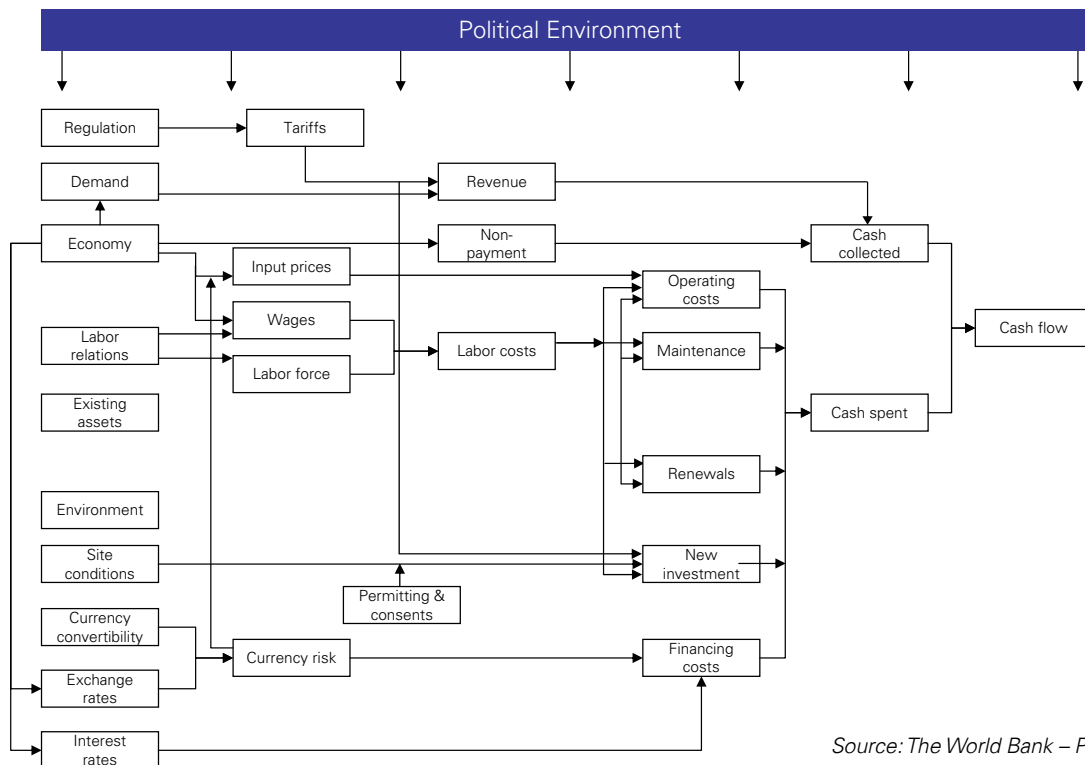 Political Environment
Regulation
Tariffs
Demand
Revenue
Economy
Non-
payment
Cash
collected
Input prices
Operating
costs
Wages
Cash flow
Labor
relations
Labor costs
Maintenance
Labor force
Existing
assets
Cash spent
Renewals
Environment
Site
conditions
New
investment
Permitting &
consents
Currency
convertibility
Currency risk
Financing
costs
Exchange
rates
Interest
rates
Source: The World Bank – P